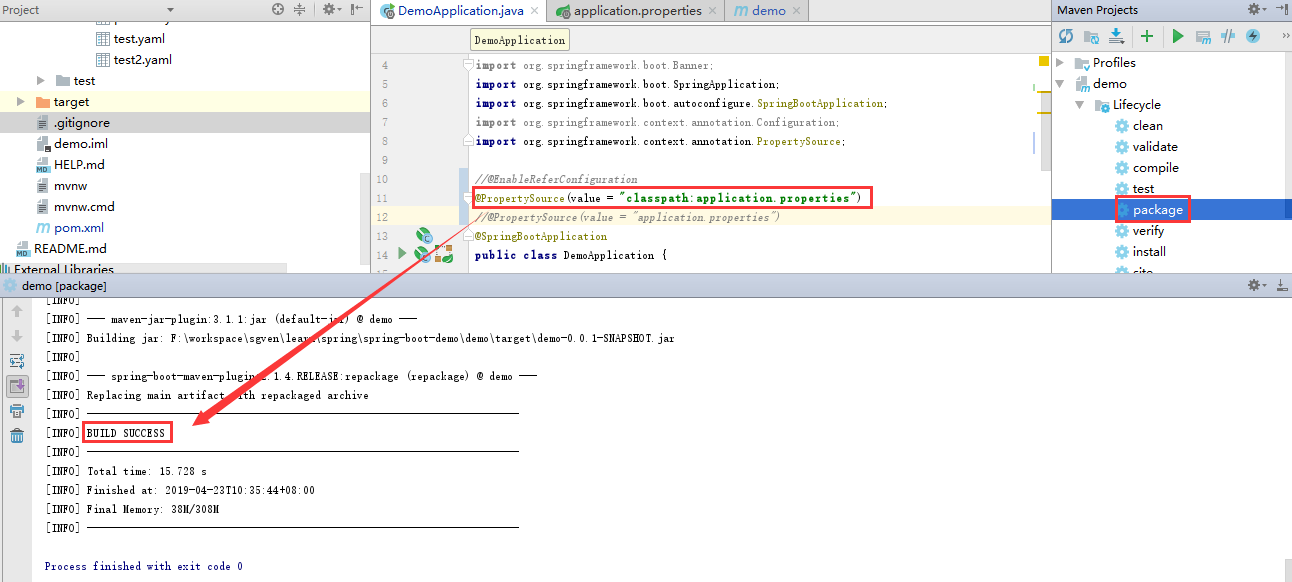 Project
test.yaml
test2.yaml
test
target
.gitignore
demo.iml
HELP.md
mvnw
mvnw.cmd
pom.xml
README.md
External Libraries
DemoApplication.java
application.properties
demo
DemoApplication
4 import org.springframework.boot.Banner;
5 import org.springframework.boot.SpringApplication;
6 import org.springframework.boot.autoconfigure.SpringBootApplication;
7 import org.springframework.context.annotation.Configuration;
8 import org.springframework.context.annotation.PropertySource;
9
10 //@EnableReferConfiguration
11 @PropertySource(value = "classpath:application.properties")
12 //@PropertySource(value = "application.properties")
13 @SpringBootApplication
14 public class DemoApplication {
Maven Projects
Profiles
demo
Lifecycle
clean
validate
compile
test
package
verify
install
site
demo [package]
[INFO]
[INFO] --- maven-jar-plugin:3.1.1:jar (default-jar) @ demo ---
[INFO] Building jar: F:\workspace\sgven\learn\spring\spring-boot-demo\demo\target\demo-0.0.1-SNAPSHOT.jar
[INFO]
[INFO] --- spring-boot-maven-plugin:2.1.4.RELEASE:repackage (repackage) @ demo ---
[INFO] Replacing main artifact with repackaged archive
[INFO] ------------------------------------------------------------------------
[INFO] BUILD SUCCESS
[INFO] ------------------------------------------------------------------------
[INFO] Total time: 15.728 s
[INFO] Finished at: 2019-04-23T10:35:44+08:00
[INFO] Final Memory: 38M/308M
[INFO] ------------------------------------------------------------------------
Process finished with exit code 0